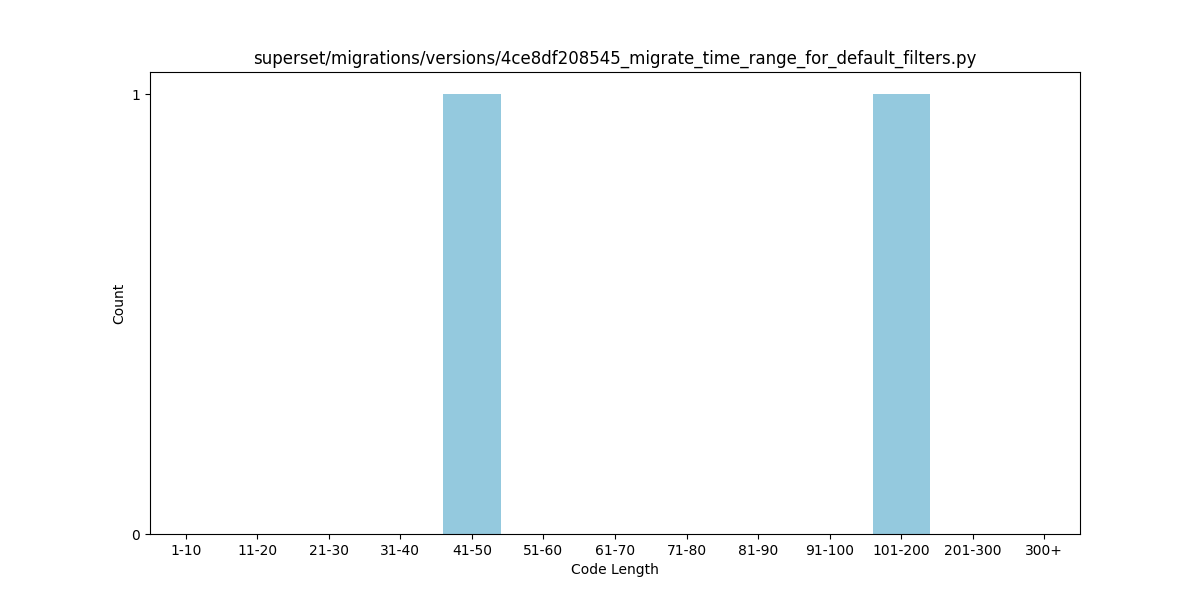 superset/migrations/versions/4ce8df208545_migrate_time_range_for_default_filters.py
Count
1
0
1-10 11-20 21-30 31-40 41-50 51-60 61-70 71-80 81-90 91-100 101-200 201-300 300+
Code Length